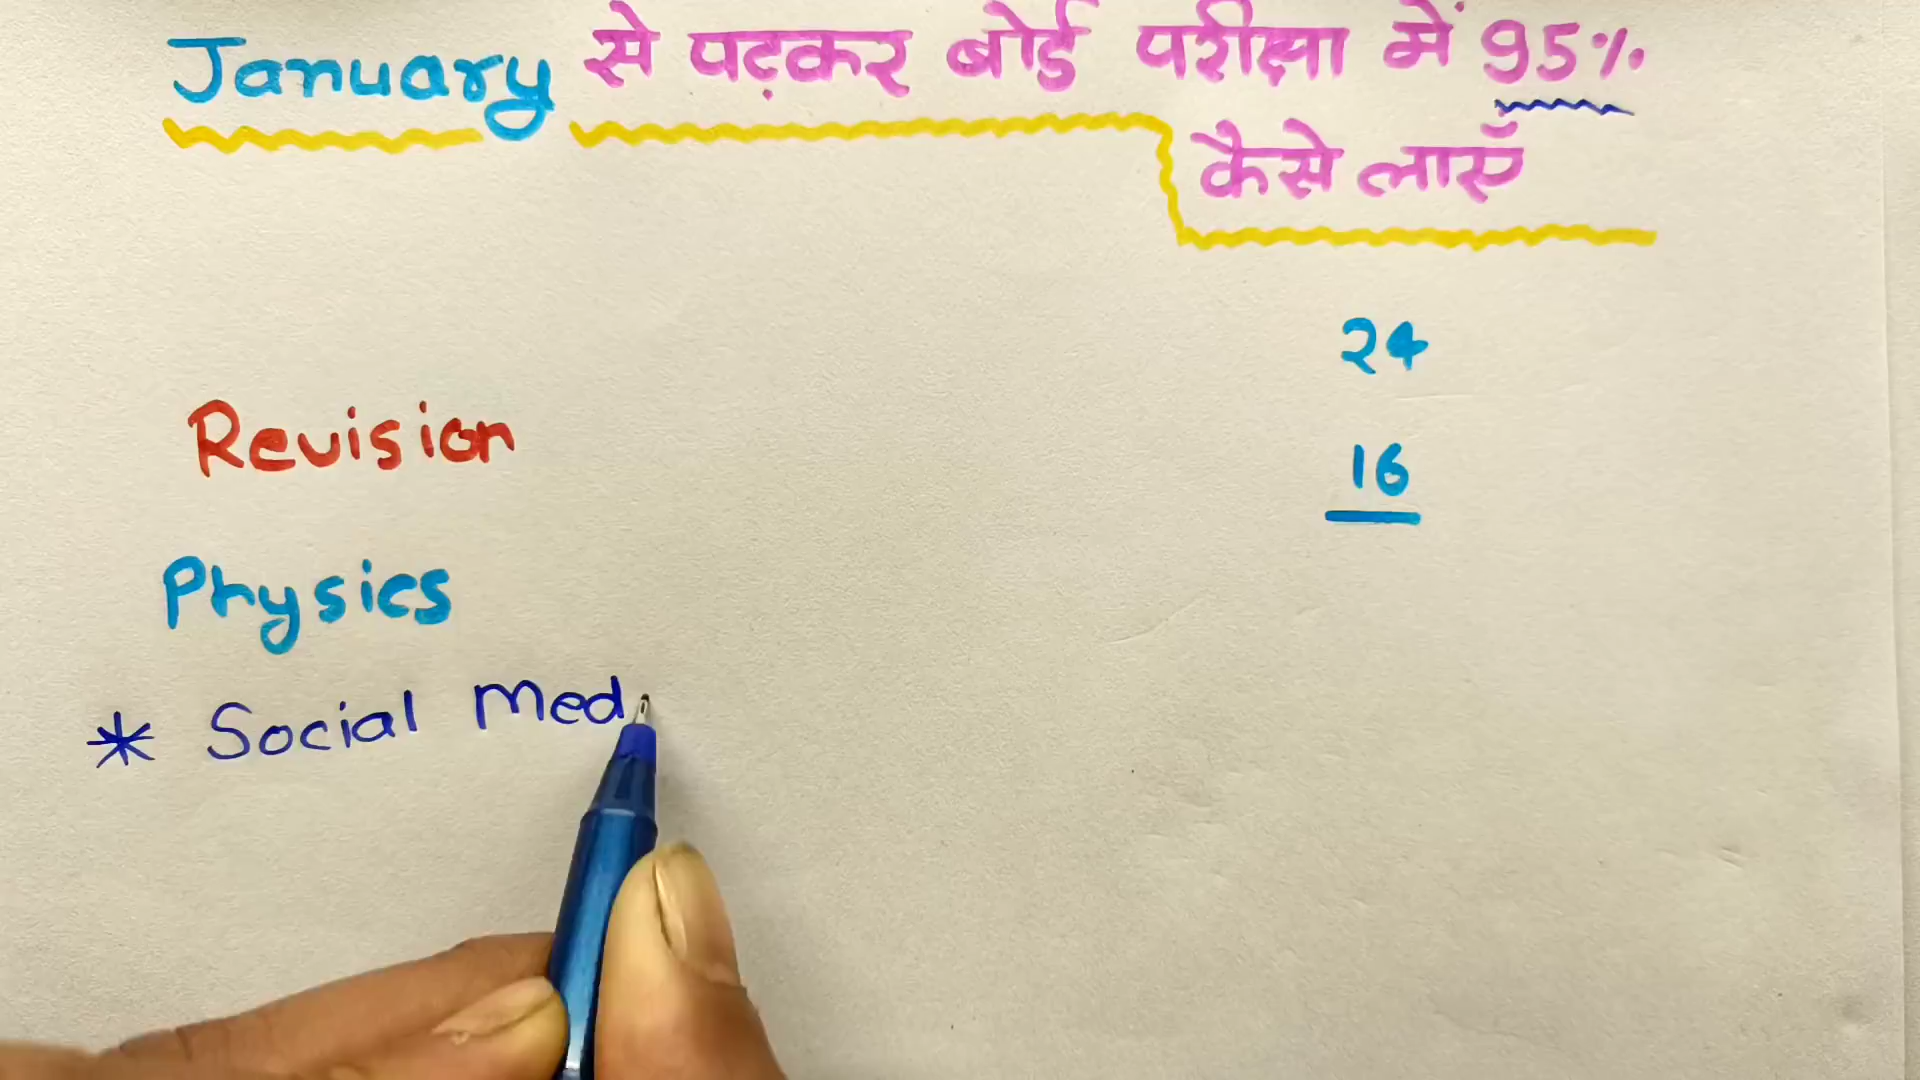 January से पढ़कर बोर्ड परीक्षा में 95%
कैसे लाएँ
24
Revision
16
Physics
* Social Med